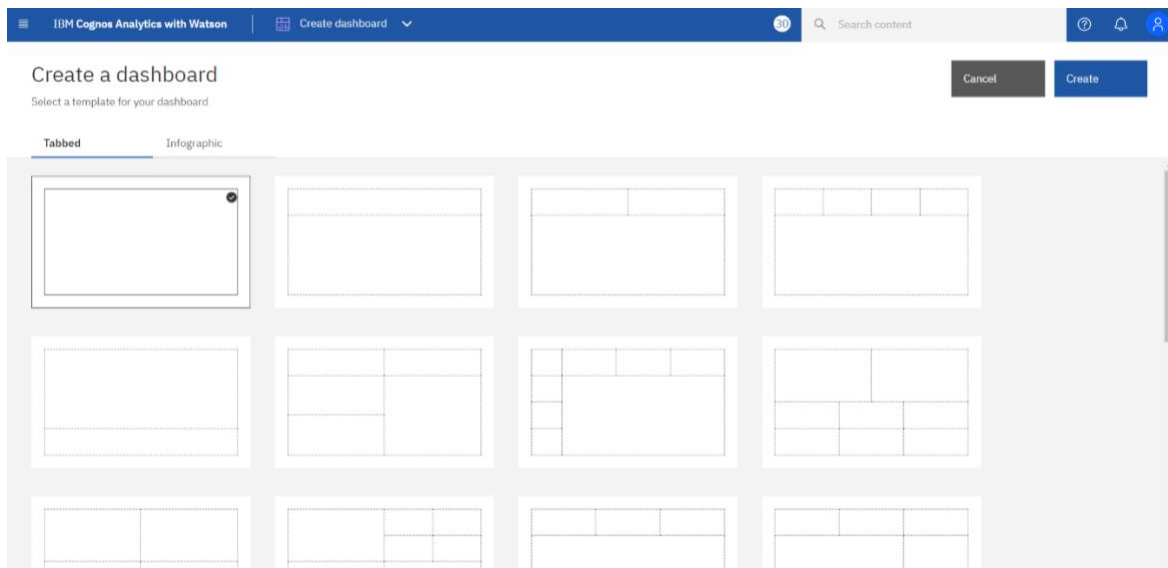 IBM Cognos Analytics with Watson
Create dashboard
30
Search content
Create a dashboard
Cancel
Create
Select a template for your dashboard
Tabbed
Infographic